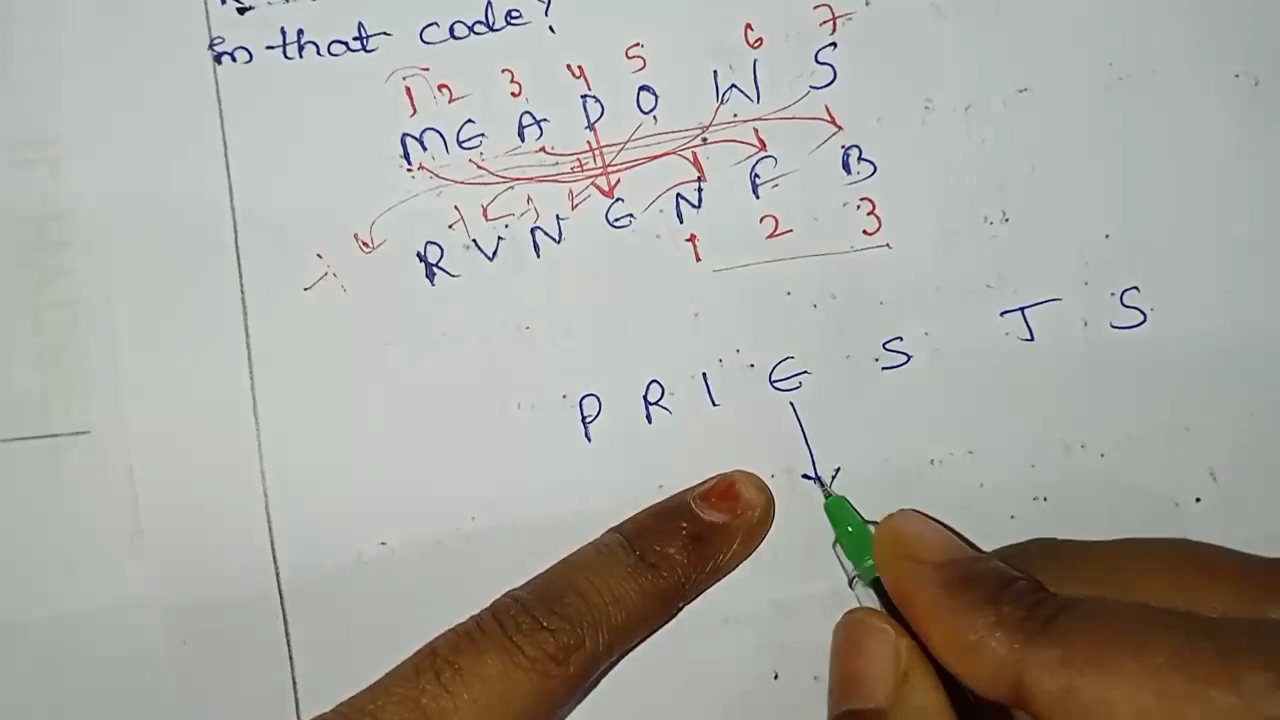 in that code?
1 2 3 4 5 6 7
M E A D O W S
R V N E N F B
1 2 3
P R I E S T S